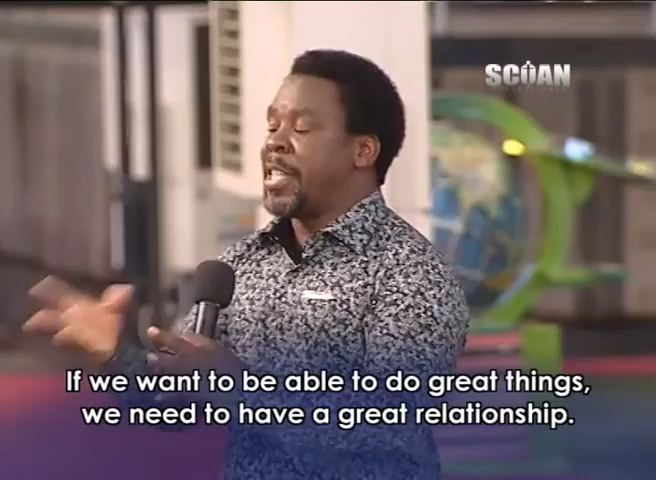 SCOAN
If we want to be able to do great things,
we need to have a great relationship.